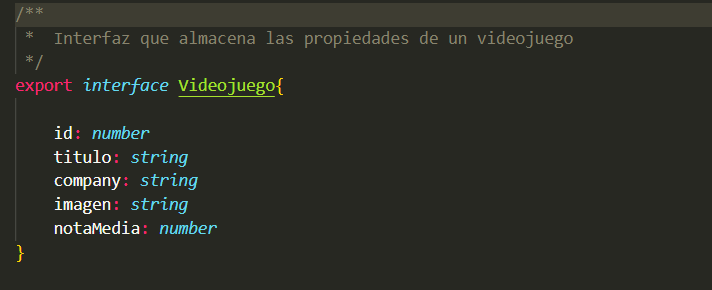 /**
 *  Interfaz que almacena las propiedades de un videojuego
 */
export interface Videojuego{
    id: number
    titulo: string
    company: string
    imagen: string
    notaMedia: number
}